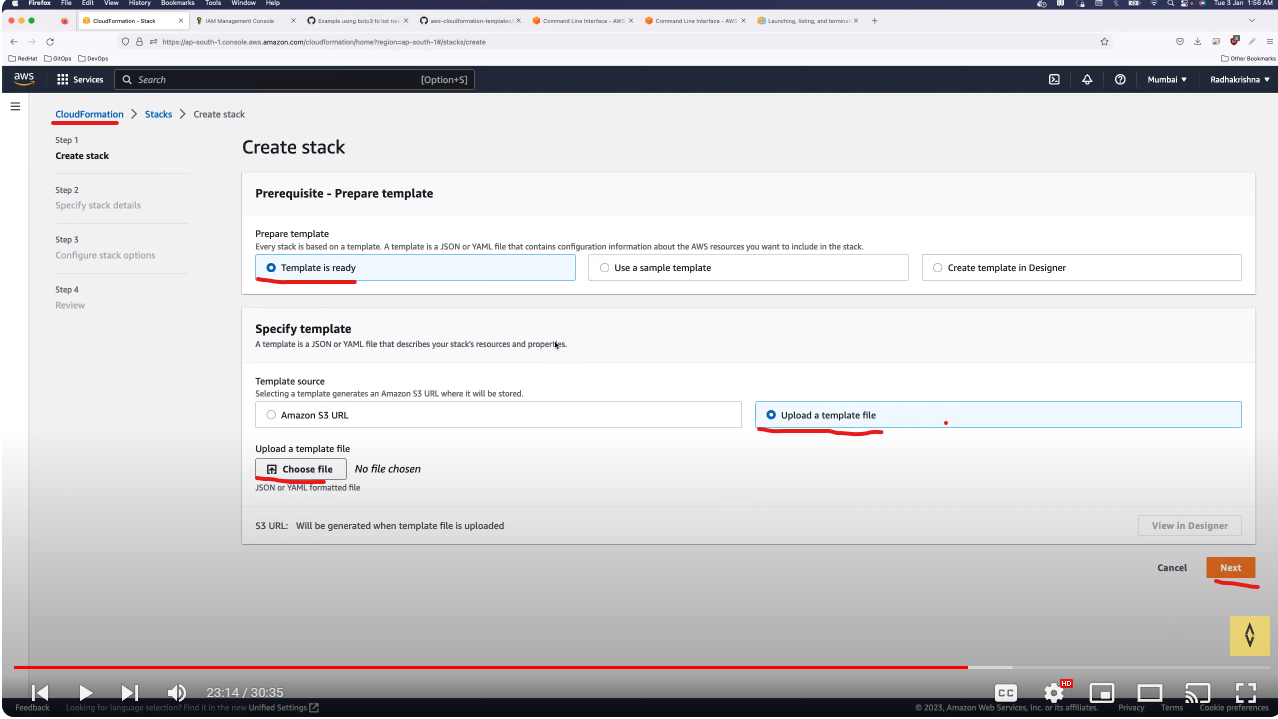 Firefox File Edit View History Bookmarks Tools Window Help Tue 3 Jan 1:56 AM
CloudFormation - Stack IAM Management Console Example using boto3 to list run aws-cloudformation-templates/ Command Line Interface - AWS Command Line Interface - AWS Launching, listing, and terminat
https://ap-south-1.console.aws.amazon.com/cloudformation/home?region=ap-south-1#/stacks/create
RedHat GitOps DevOps Other Bookmarks
aws Services Search [Option+S] Mumbai Radhakrishna
CloudFormation > Stacks > Create stack
Step 1
Create stack
Step 2
Specify stack details
Step 3
Configure stack options
Step 4
Review
Create stack
Prerequisite - Prepare template
Prepare template
Every stack is based on a template. A template is a JSON or YAML file that contains configuration information about the AWS resources you want to include in the stack.
Template is ready Use a sample template Create template in Designer
Specify template
A template is a JSON or YAML file that describes your stack's resources and properties.
Template source
Selecting a template generates an Amazon S3 URL where it will be stored.
Amazon S3 URL Upload a template file
Upload a template file
Choose file No file chosen
JSON or YAML formatted file
S3 URL: Will be generated when template file is uploaded View in Designer
Cancel Next
23:14 / 30:35 CC HD
Feedback Looking for language selection? Find it in the new Unified Settings © 2023, Amazon Web Services, Inc. or its affiliates. Privacy Terms Cookie preferences